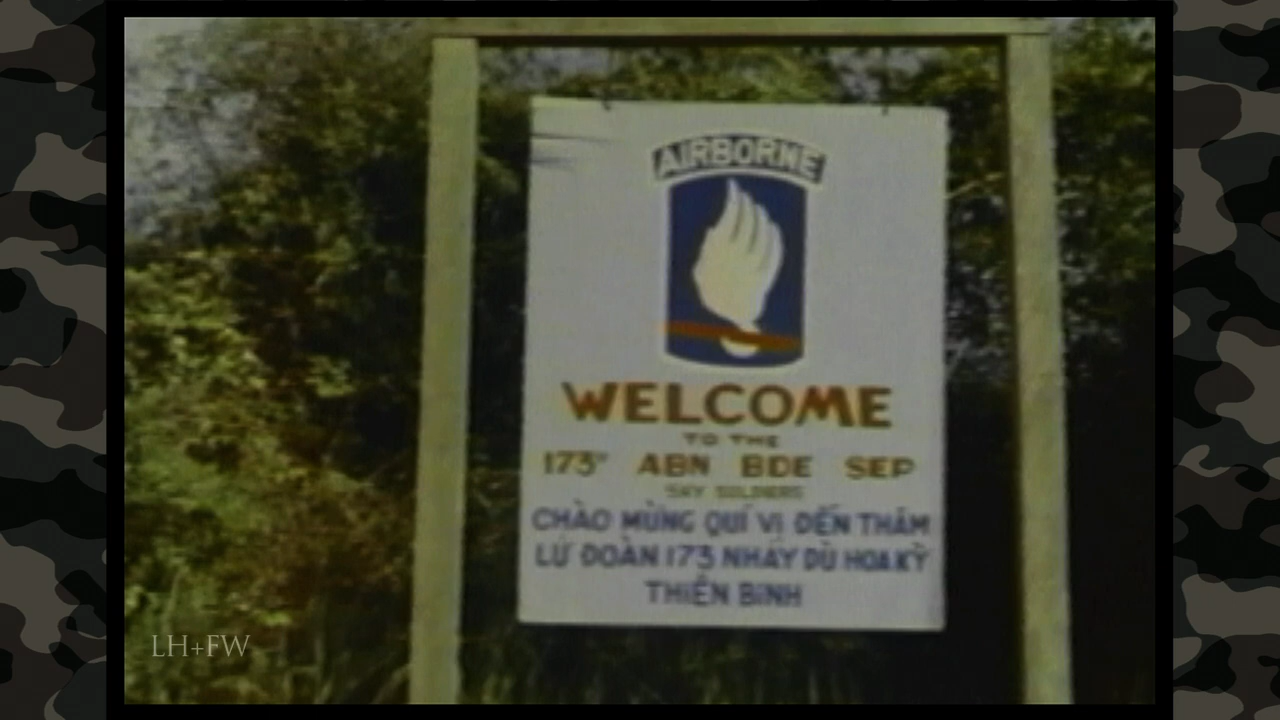 AIRBORNE
WELCOME
TO THE
173" ABN BDE SEP
SKY SOLDIERS
CHÀO MỪNG QUÍ VỊ ĐẾN THĂM
LỮ ĐOÀN 173 NHẢY DÙ HOA KỲ
THIÊN BINH
LH+FW